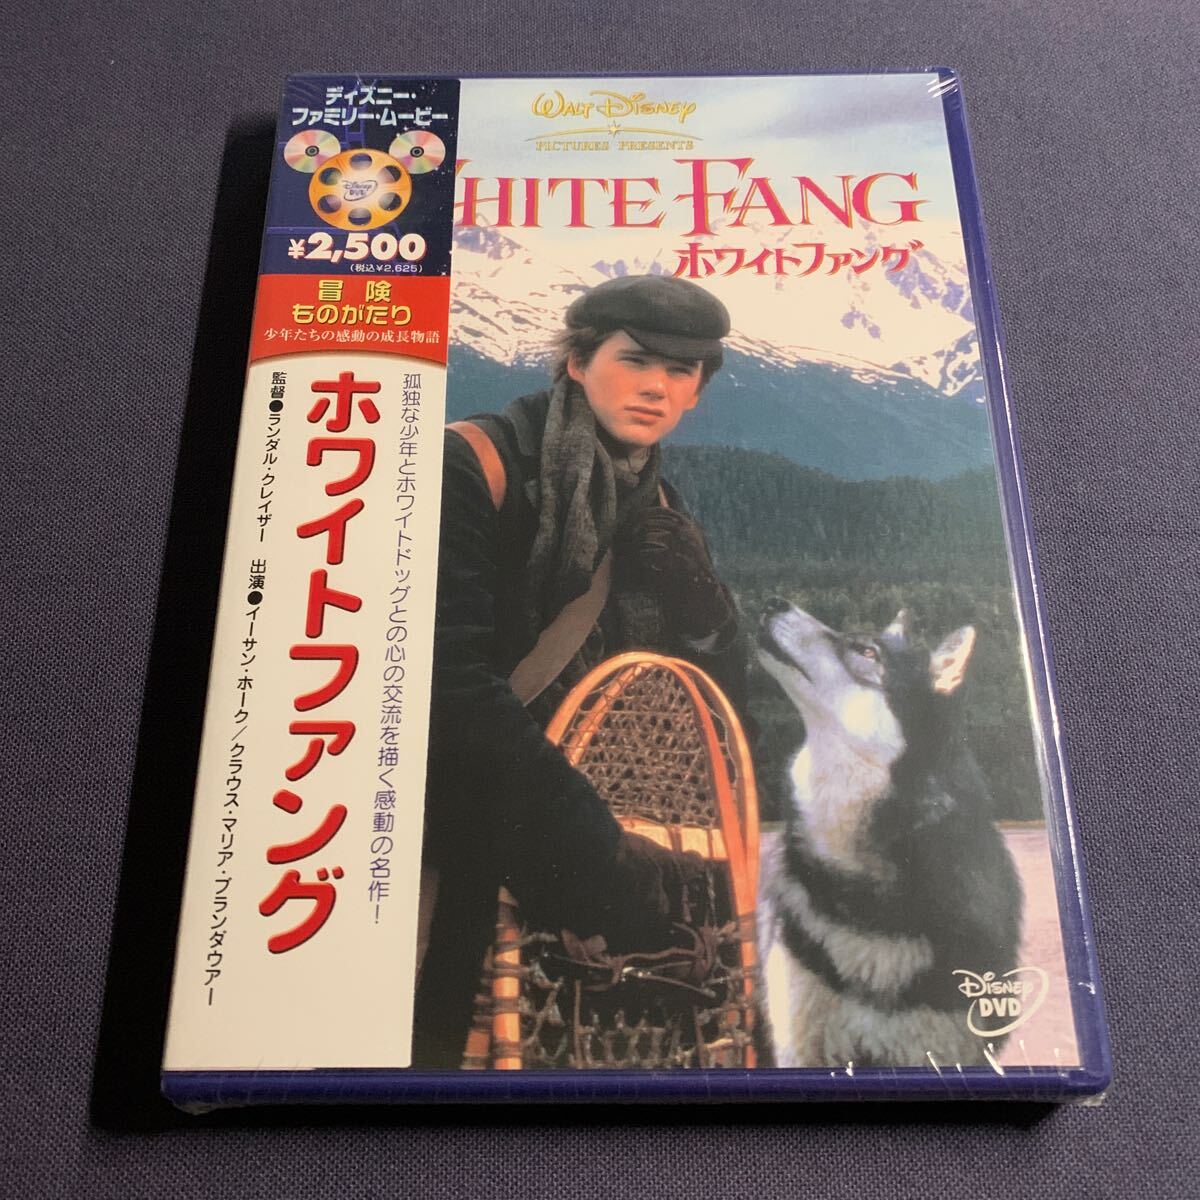 ディズニー・
ファミリー・ムービー
Disney
DVD
¥2,500
(税込¥2,625)
冒険
ものがたり
少年たちの感動の成長物語
孤独な少年とホワイトドッグとの心の交流を描く感動の名作！
ホワイトファング
監督●ランダル・クレイザー 出演●イーサン・ホーク／クラウス・マリア・ブランダウアー
WALT DISNEY
PICTURES PRESENTS
HITE FANG
ホワイトファング
DISNEY
DVD